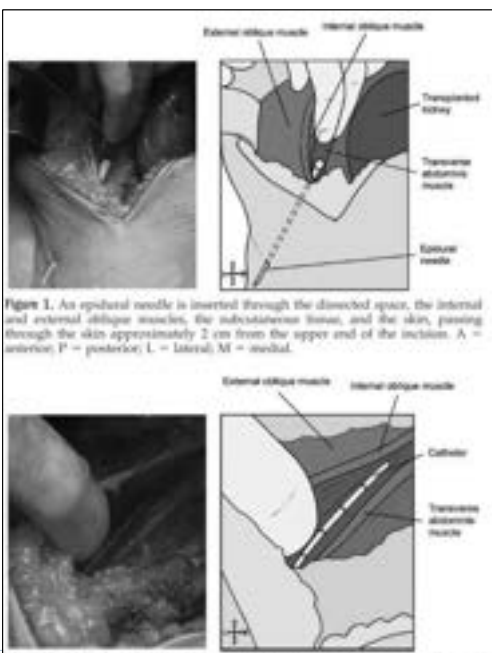 External oblique muscle
Internal oblique muscle
Transplanted
kidney
Transverse
abdominis
muscle
Epidural
needle
Figure 1. An epidural needle is inserted through the dissected space, the internal
and external oblique muscles, the subcutaneous tissue, and the skin, passing
through the skin approximately 2 cm from the upper end of the incision. A =
anterior; P = posterior; L = lateral; M = medial.
External oblique muscle
Internal oblique muscle
Catheter
Transverse
abdominis
muscle